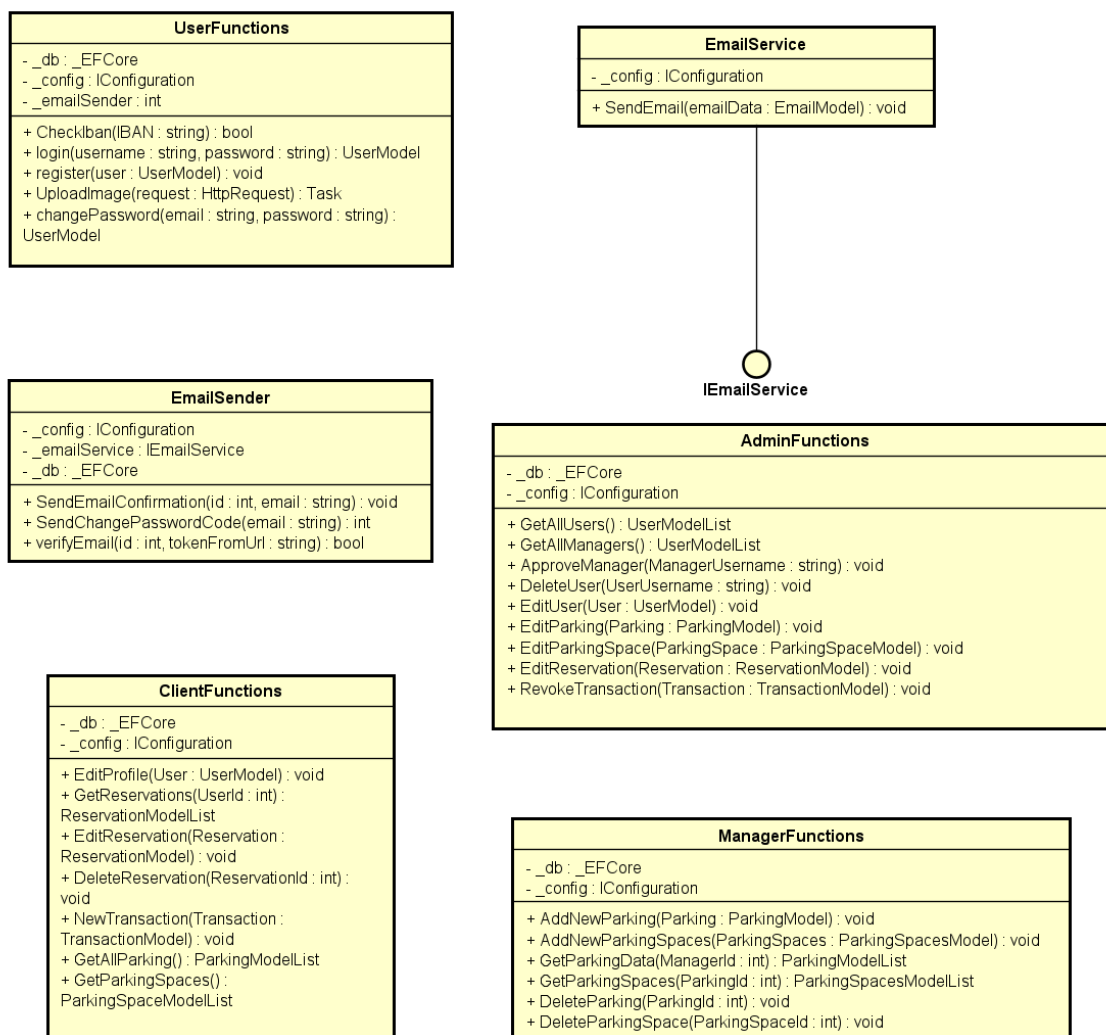 UserFunctions
- _db : _EFCore
- _config : IConfiguration
- _emailSender : int
+ CheckIban(IBAN : string) : bool
+ login(username : string, password : string) : UserModel
+ register(user : UserModel) : void
+ UploadImage(request : HttpRequest) : Task
+ changePassword(email : string, password : string) :
UserModel
EmailService
- _config : IConfiguration
+ SendEmail(emailData : EmailModel) : void
IEmailService
EmailSender
- _config : IConfiguration
- _emailService : IEmailService
- _db : _EFCore
+ SendEmailConfirmation(id : int, email : string) : void
+ SendChangePasswordCode(email : string) : int
+ verifyEmail(id : int, tokenFromUrl : string) : bool
AdminFunctions
- _db : _EFCore
- _config : IConfiguration
+ GetAllUsers() : UserModelList
+ GetAllManagers() : UserModelList
+ ApproveManager(ManagerUsername : string) : void
+ DeleteUser(UserUsername : string) : void
+ EditUser(User : UserModel) : void
+ EditParking(Parking : ParkingModel) : void
+ EditParkingSpace(ParkingSpace : ParkingSpaceModel) : void
+ EditReservation(Reservation : ReservationModel) : void
+ RevokeTransaction(Transaction : TransactionModel) : void
ClientFunctions
- _db : _EFCore
- _config : IConfiguration
+ EditProfile(User : UserModel) : void
+ GetReservations(UserId : int) :
ReservationModelList
+ EditReservation(Reservation :
ReservationModel) : void
+ DeleteReservation(ReservationId : int) :
void
+ NewTransaction(Transaction :
TransactionModel) : void
+ GetAllParking() : ParkingModelList
+ GetParkingSpaces() :
ParkingSpaceModelList
ManagerFunctions
- _db : _EFCore
- _config : IConfiguration
+ AddNewParking(Parking : ParkingModel) : void
+ AddNewParkingSpaces(ParkingSpaces : ParkingSpacesModel) : void
+ GetParkingData(ManagerId : int) : ParkingModelList
+ GetParkingSpaces(ParkingId : int) : ParkingSpacesModelList
+ DeleteParking(ParkingId : int) : void
+ DeleteParkingSpace(ParkingSpaceId : int) : void